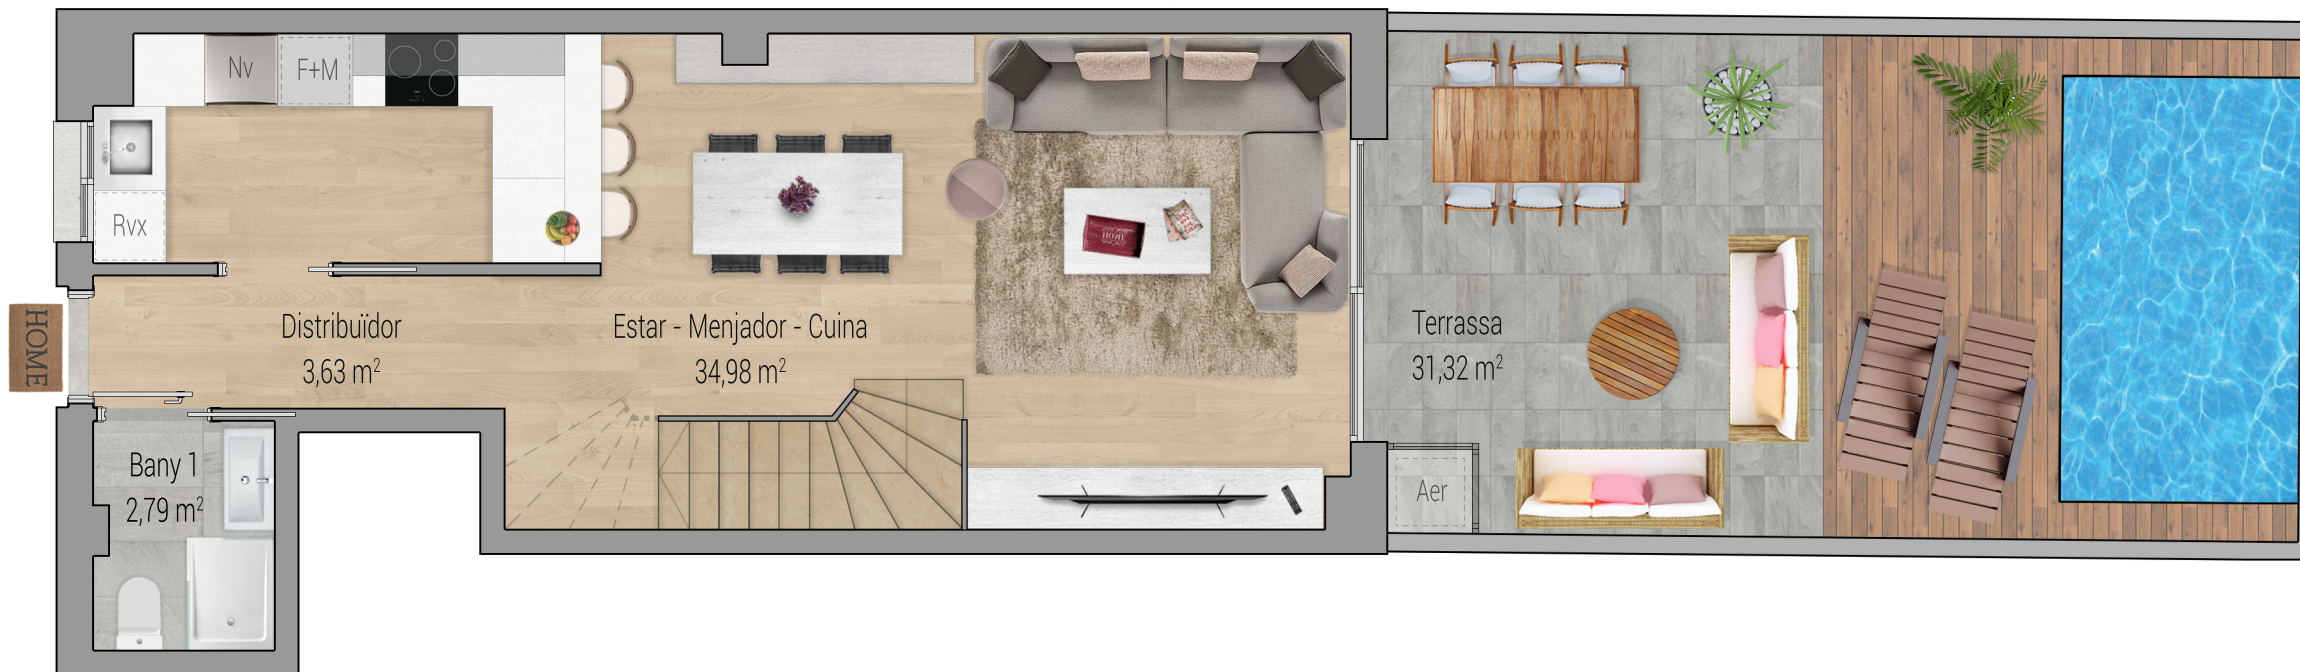 Nv
F+M
Rvx
HOME
Distribuïdor
3,63 m²
Estar - Menjador - Cuina
34,98 m²
IKOH
Terrassa
31,32 m²
Bany 1
2,79 m²
Aer